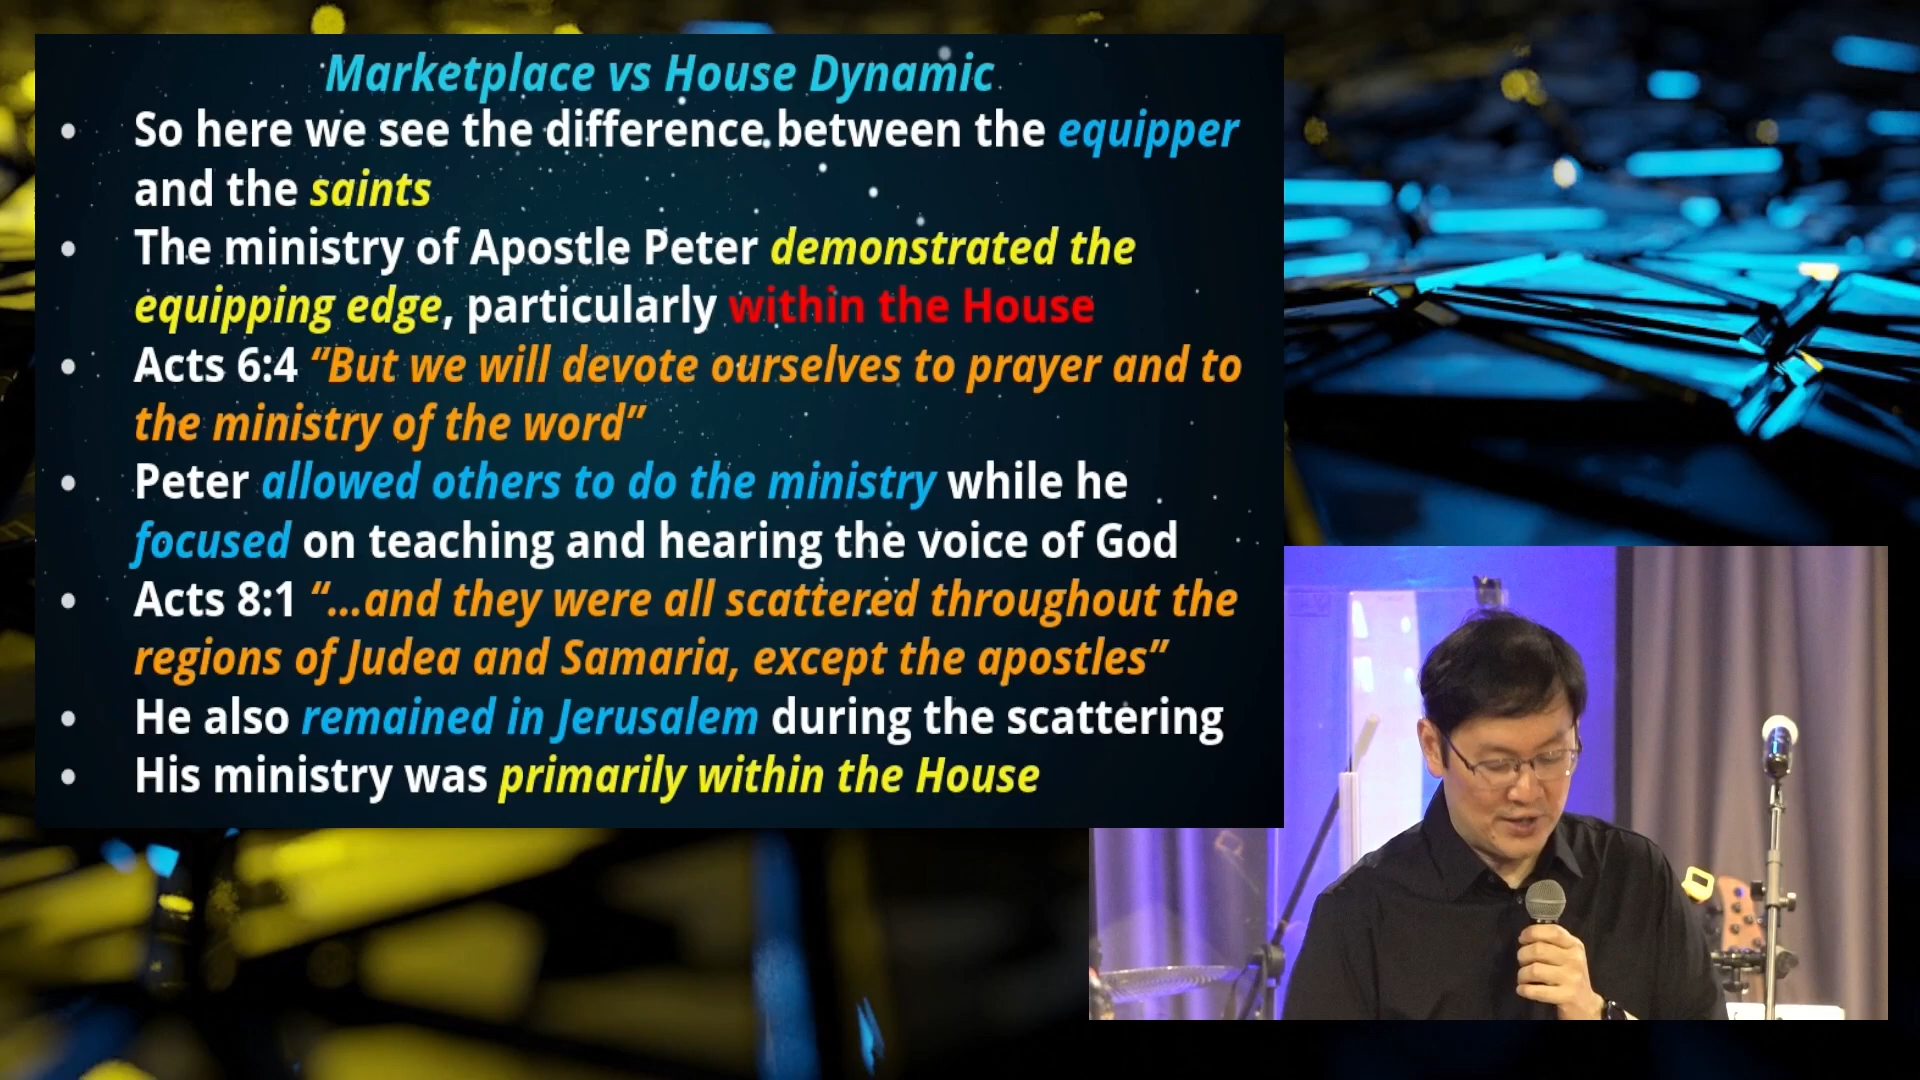 Marketplace vs House Dynamic
• So here we see the difference between the equipper
and the saints
• The ministry of Apostle Peter demonstrated the
equipping edge, particularly within the House
• Acts 6:4 “But we will devote ourselves to prayer and to
the ministry of the word”
• Peter allowed others to do the ministry while he
focused on teaching and hearing the voice of God
• Acts 8:1 “...and they were all scattered throughout the
regions of Judea and Samaria, except the apostles”
• He also remained in Jerusalem during the scattering
• His ministry was primarily within the House